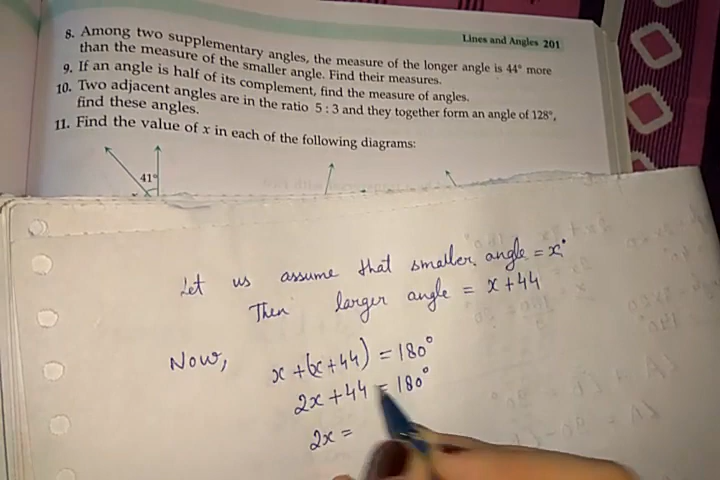 Lines and Angles 201
8. Among two supplementary angles, the measure of the longer angle is 44° more
than the measure of the smaller angle. Find their measures.
9. If an angle is half of its complement, find the measure of angles.
10. Two adjacent angles are in the ratio 5 : 3 and they together form an angle of 128°,
find these angles.
11. Find the value of x in each of the following diagrams:
41°
Let us assume that smaller angle = x°
Then larger angle = x + 44
Now, x + (x + 44) = 180°
2x + 44 = 180°
2x =